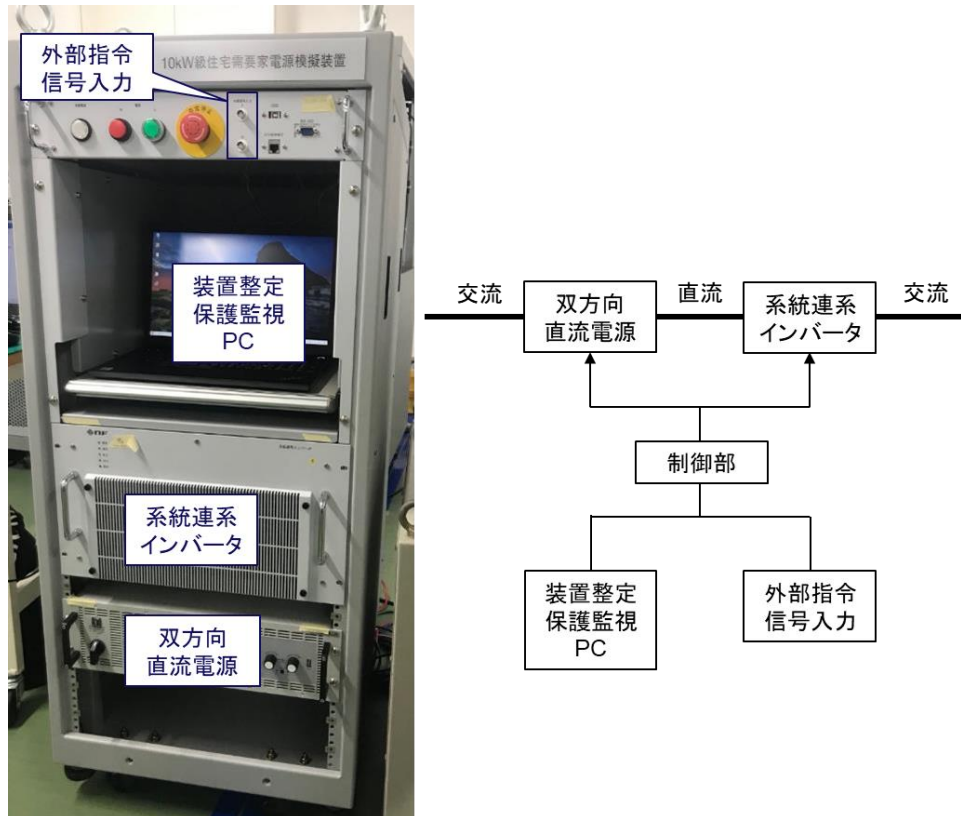 外部指令
信号入力
10kW級住宅需要家電源模擬装置
装置整定
保護監視
PC
系統連系
インバータ
双方向
直流電源
交流
双方向
直流電源
直流
系統連系
インバータ
交流
制御部
装置整定
保護監視
PC
外部指令
信号入力